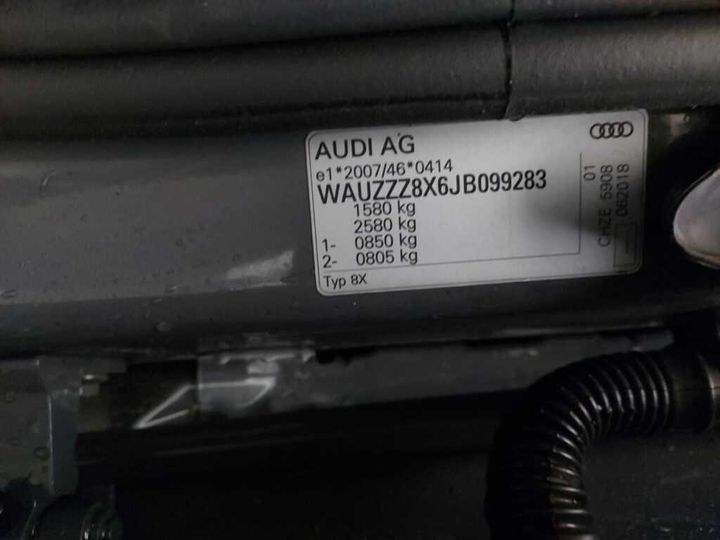 AUDI AG
e1*2007/46*0414
WAUZZZ8X6JB099283
1580 kg
2580 kg
1- 0850 kg
2- 0805 kg
Typ 8X
01
CHZE 5908
062018